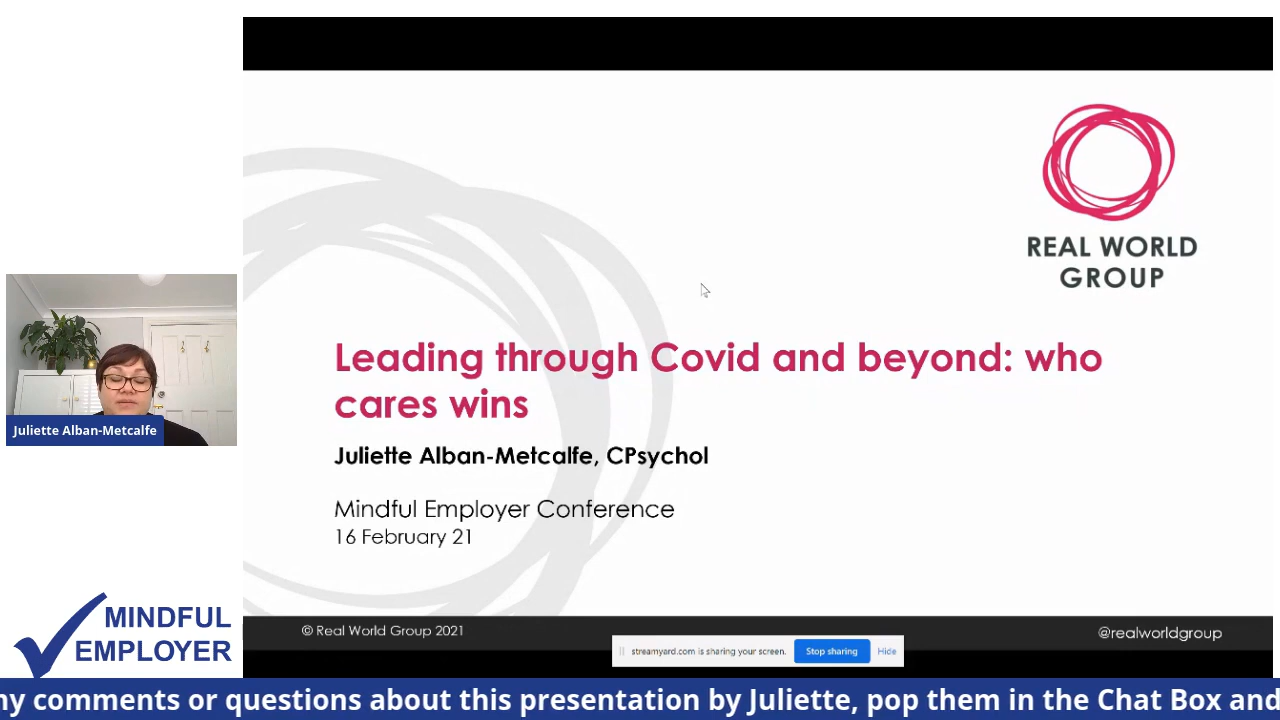 REAL WORLD
GROUP
Leading through Covid and beyond: who
cares wins
Juliette Alban-Metcalfe, CPsychol
Mindful Employer Conference
16 February 21
Juliette Alban-Metcalfe
MINDFUL
EMPLOYER
© Real World Group 2021
@realworldgroup
streamyard.com is sharing your screen.
Stop sharing
Hide
comments or questions about this presentation by Juliette, pop them in the Chat Box and